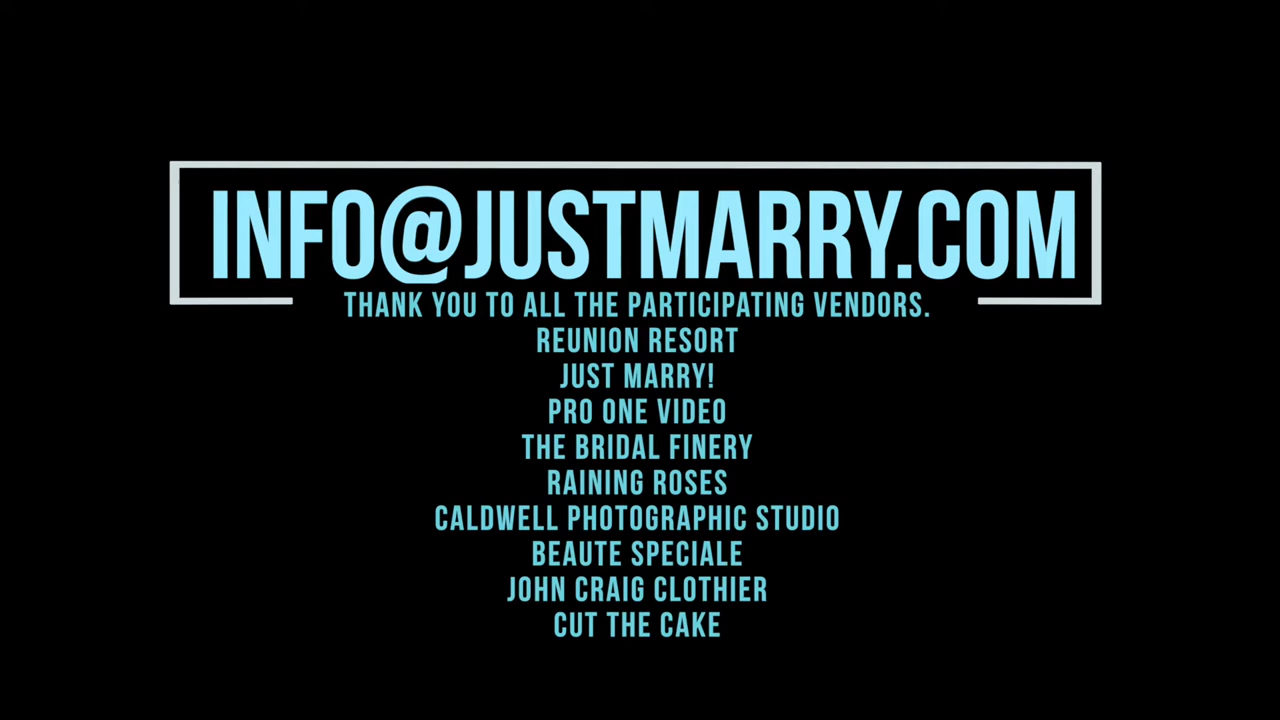 INFO@JUSTMARRY.COM
THANK YOU TO ALL THE PARTICIPATING VENDORS.
REUNION RESORT
JUST MARRY!
PRO ONE VIDEO
THE BRIDAL FINERY
RAINING ROSES
CALDWELL PHOTOGRAPHIC STUDIO
BEAUTE SPECIALE
JOHN CRAIG CLOTHIER
CUT THE CAKE